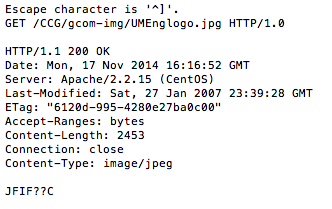 Escape character is '^]'.
GET /CCG/gcom-img/UMEnglogo.jpg HTTP/1.0
HTTP/1.1 200 OK
Date: Mon, 17 Nov 2014 16:16:52 GMT
Server: Apache/2.2.15 (CentOS)
Last-Modified: Sat, 27 Jan 2007 23:39:28 GMT
ETag: "6120d-995-4280e27ba0c00"
Accept-Ranges: bytes
Content-Length: 2453
Connection: close
Content-Type: image/jpeg
JFIF??C